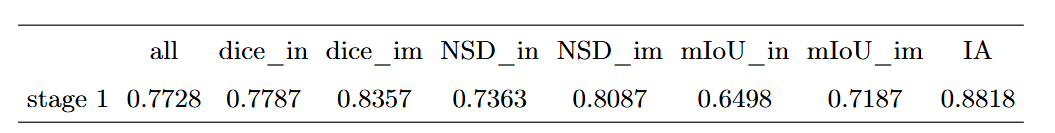 all dice_in dice_im NSD_in NSD_im mIoU_in mIoU_im IA
stage 1 0.7728 0.7787 0.8357 0.7363 0.8087 0.6498 0.7187 0.8818